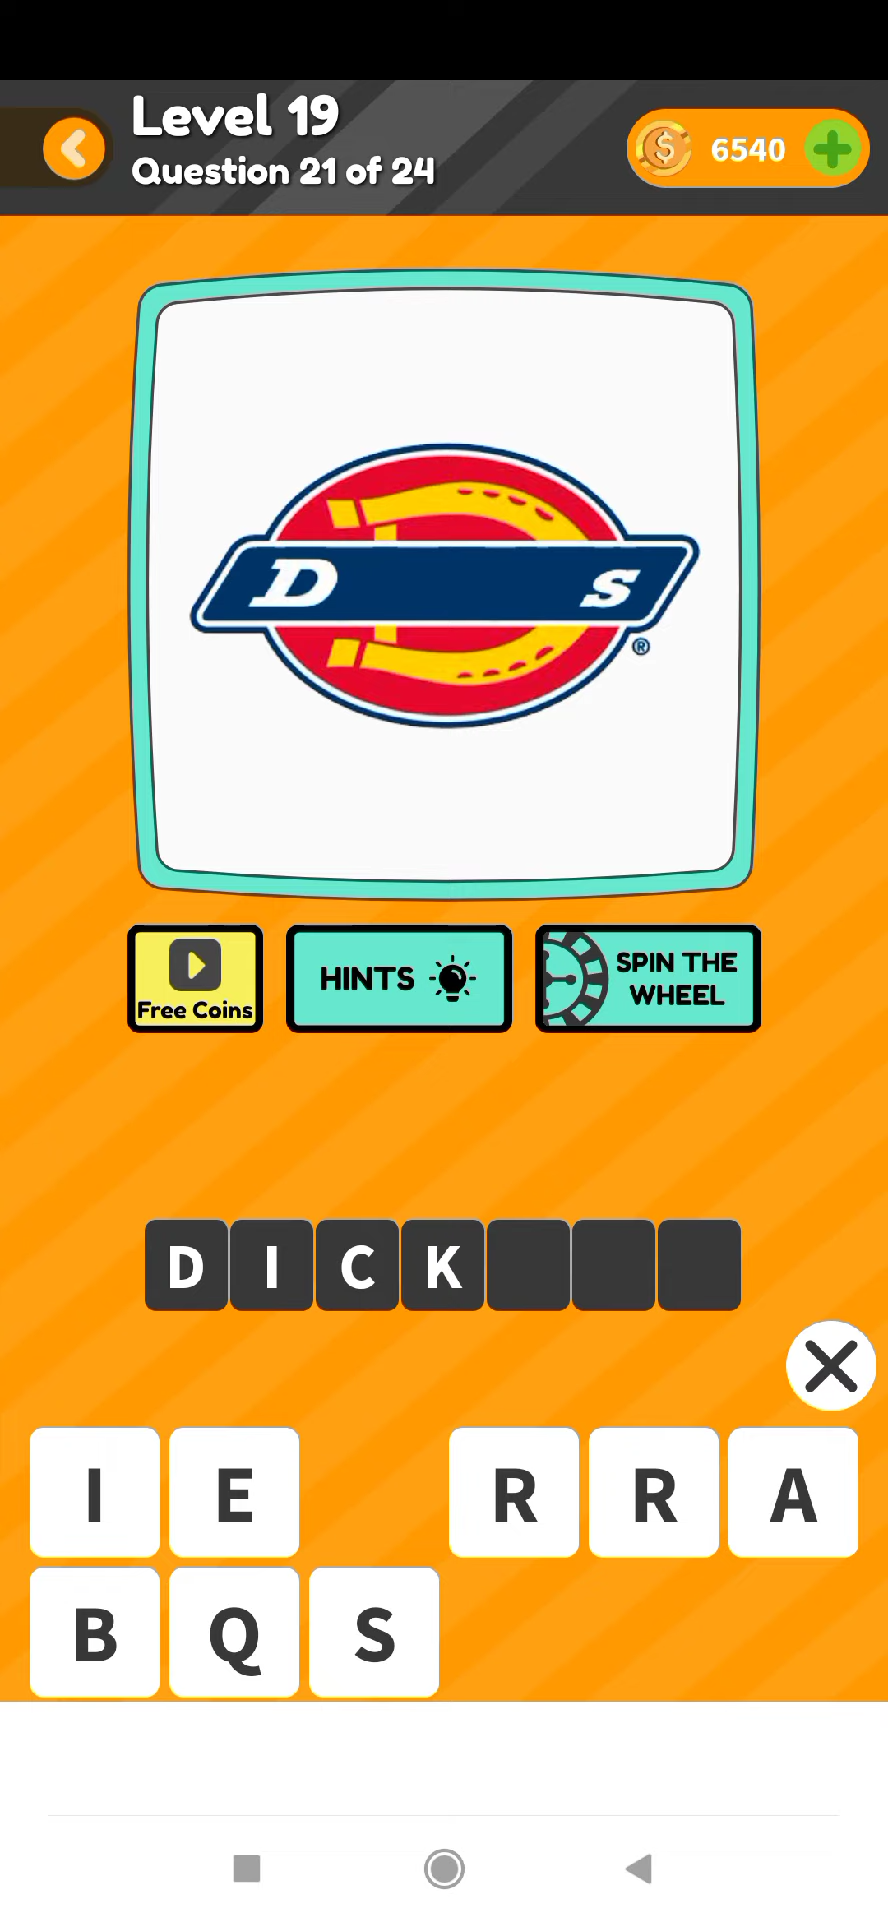 Level 19
Question 21 of 24
6540
D s
®
Free Coins
HINTS
SPIN THE
WHEEL
D I C K
I E R R A
B Q S